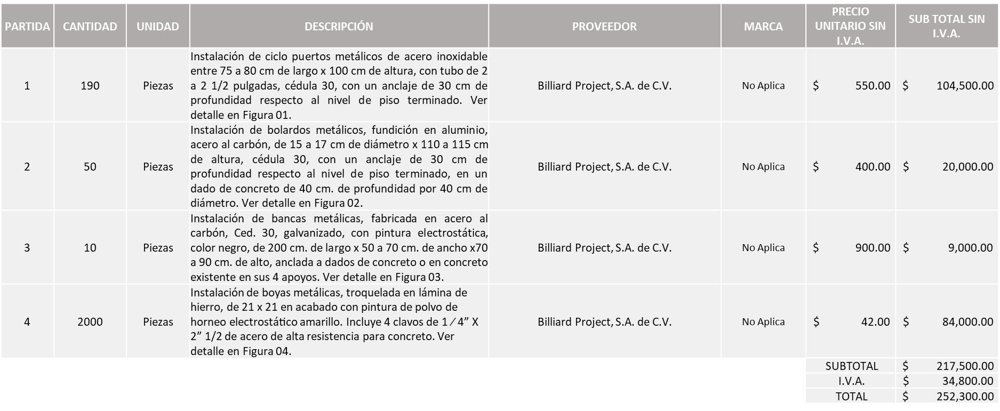 PARTIDA CANTIDAD UNIDAD DESCRIPCIÓN PROVEEDOR MARCA PRECIO UNITARIO SIN I.V.A. SUB TOTAL SIN I.V.A.
Instalación de ciclo puertos metálicos de acero inoxidable
entre 75 a 80 cm de largo x 100 cm de altura, con tubo de 2
1 190 Piezas a 2 1/2 pulgadas, cédula 30, con un anclaje de 30 cm de Billiard Project, S.A. de C.V. No Aplica $ 550.00 $ 104,500.00
profundidad respecto al nivel de piso terminado. Ver
detalle en Figura 01.
Instalación de bolardos metálicos, fundición en aluminio,
acero al carbón, de 15 a 17 cm de diámetro x 110 a 115 cm
de altura, cédula 30, con un anclaje de 30 cm de
2 50 Piezas Billiard Project, S.A. de C.V. No Aplica $ 400.00 $ 20,000.00
profundidad respecto al nivel de piso terminado, en un
dado de concreto de 40 cm. de profundidad por 40 cm de
diámetro. Ver detalle en Figura 02.
Instalación de bancas metálicas, fabricada en acero al
carbón, Ced. 30, galvanizado, con pintura electrostática,
3 10 Piezas color negro, de 200 cm. de largo x 50 a 70 cm. de ancho x70 Billiard Project, S.A. de C.V. No Aplica $ 900.00 $ 9,000.00
a 90 cm. de alto, anclada a dados de concreto o en concreto
existente en sus 4 apoyos. Ver detalle en Figura 03.
Instalación de boyas metálicas, troquelada en lámina de
hierro, de 21 x 21 en acabado con pintura de polvo de
4 2000 Piezas horneo electrostático amarillo. Incluye 4 clavos de 1 ⁄ 4” X Billiard Project, S.A. de C.V. No Aplica $ 42.00 $ 84,000.00
2” 1/2 de acero de alta resistencia para concreto. Ver
detalle en Figura 04.
SUBTOTAL $ 217,500.00
I.V.A. $ 34,800.00
TOTAL $ 252,300.00